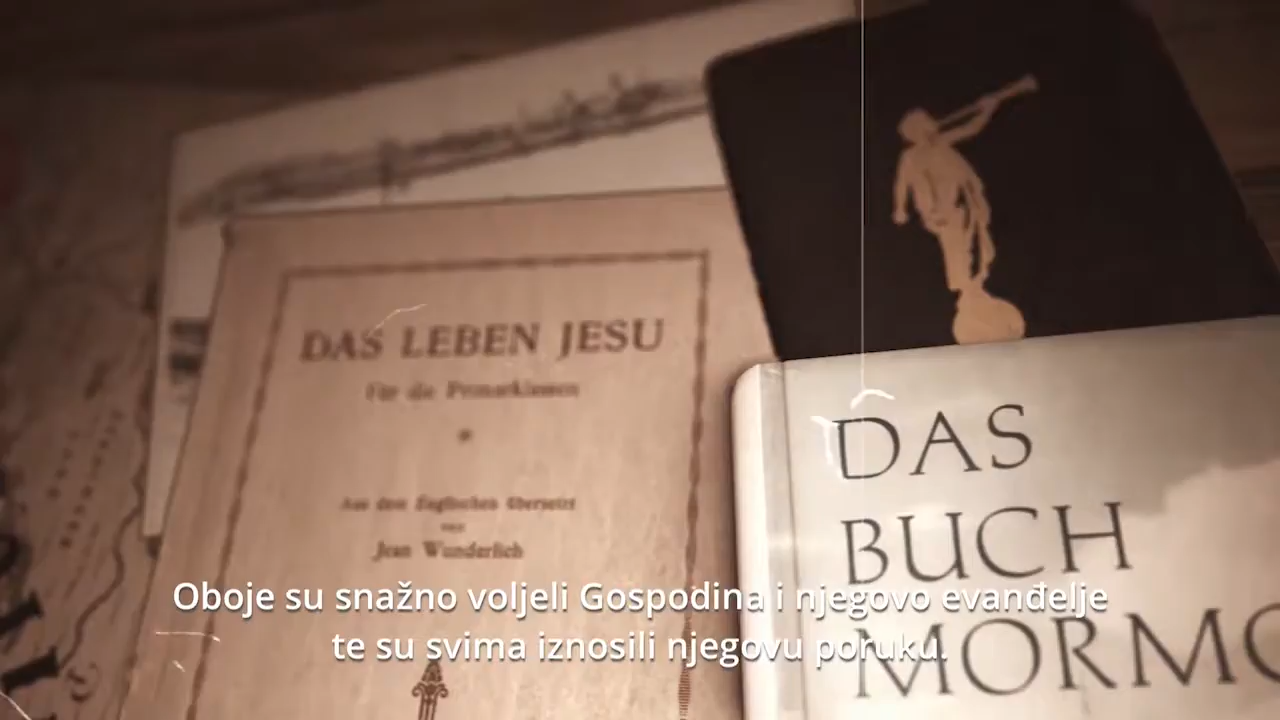 DAS LEBEN JESU
Für die Primarklassen
Aus dem Englischen übersetzt
von
Jean Wunderlich
DAS
BUCH
MORMO
Oboje su snažno voljeli Gospodina i njegovo evanđelje
te su svima iznosili njegovu poruku.